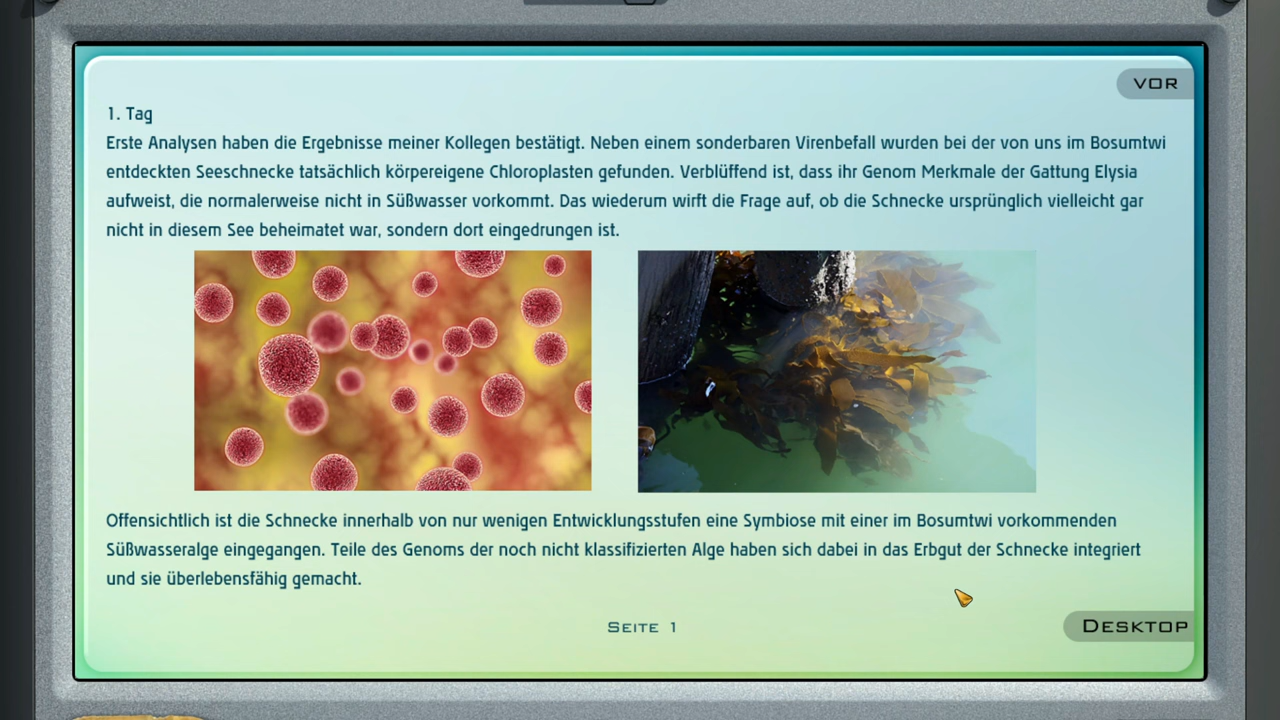 VOR
1. Tag
Erste Analysen haben die Ergebnisse meiner Kollegen bestätigt. Neben einem sonderbaren Virenbefall wurden bei der von uns im Bosumtwi
entdeckten Seeschnecke tatsächlich körpereigene Chloroplasten gefunden. Verblüffend ist, dass ihr Genom Merkmale der Gattung Elysia
aufweist, die normalerweise nicht in Süßwasser vorkommt. Das wiederum wirft die Frage auf, ob die Schnecke ursprünglich vielleicht gar
nicht in diesem See beheimatet war, sondern dort eingedrungen ist.
Offensichtlich ist die Schnecke innerhalb von nur wenigen Entwicklungsstufen eine Symbiose mit einer im Bosumtwi vorkommenden
Süßwasseralge eingegangen. Teile des Genoms der noch nicht klassifizierten Alge haben sich dabei in das Erbgut der Schnecke integriert
und sie überlebensfähig gemacht.
Seite 1
Desktop